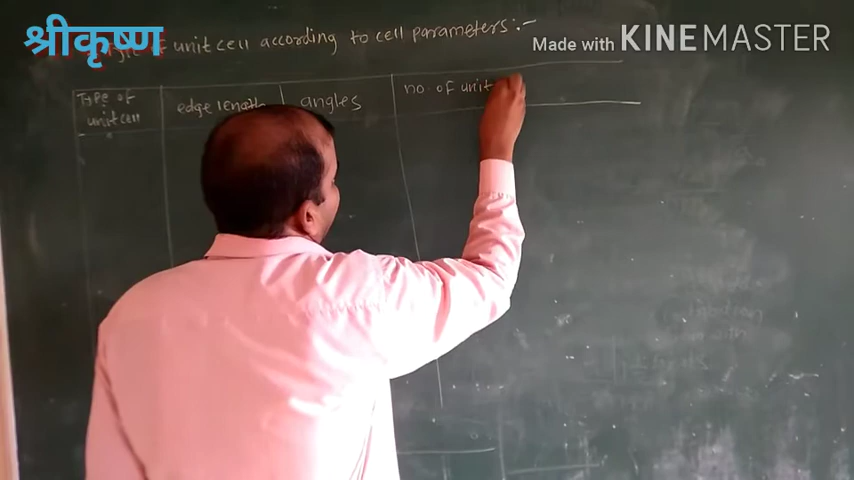 श्रीकृष्ण
of unit cell according to cell parameters:-
Made with KINEMASTER
Type of unit cell
edge length
angles
no. of unit